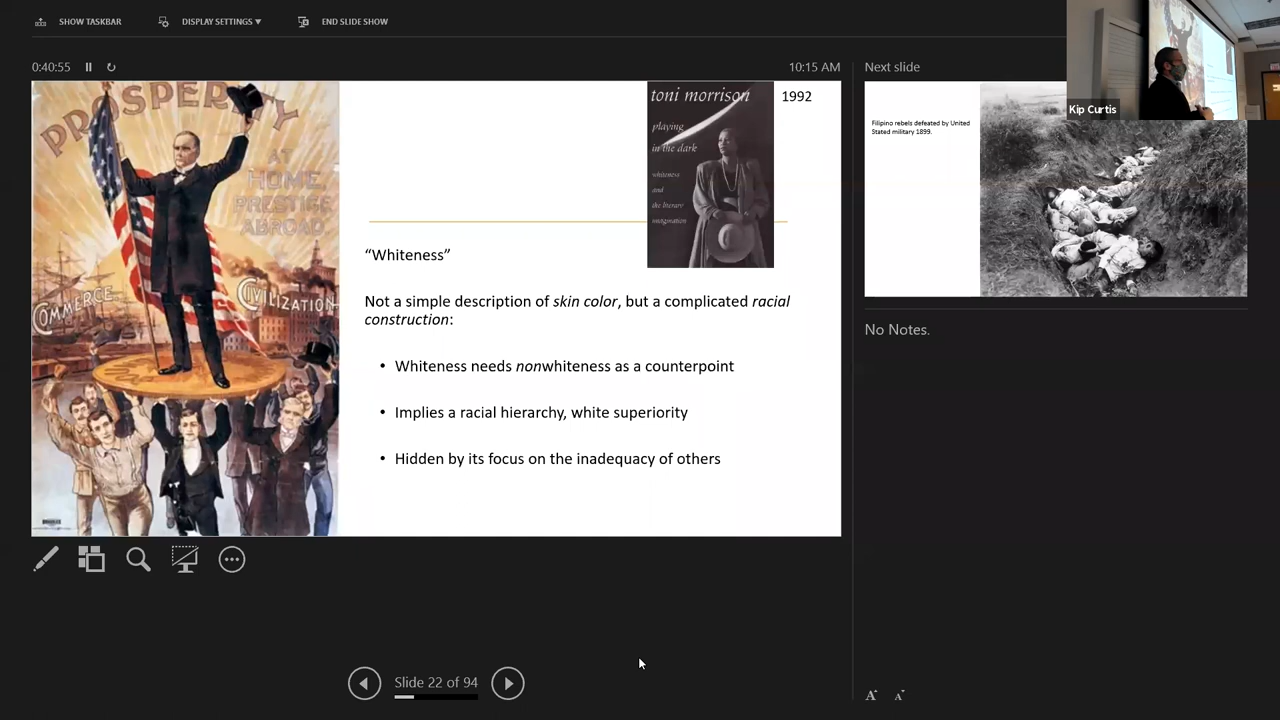 SHOW TASKBAR
DISPLAY SETTINGS ▾
END SLIDE SHOW
0:40:55
10:15 AM
Next slide
PROSPERITY
AT
HOME,
PRESTIGE
ABROAD.
COMMERCE
CIVILIZATION
toni morrison
playing
in the dark
whiteness
and
the literary
imagination
1992
“Whiteness”
Not a simple description of skin color, but a complicated racial
construction:
• Whiteness needs nonwhiteness as a counterpoint
• Implies a racial hierarchy, white superiority
• Hidden by its focus on the inadequacy of others
Kip Curtis
Filipino rebels defeated by United
Stated military 1899.
No Notes.
Slide 22 of 94
A
A